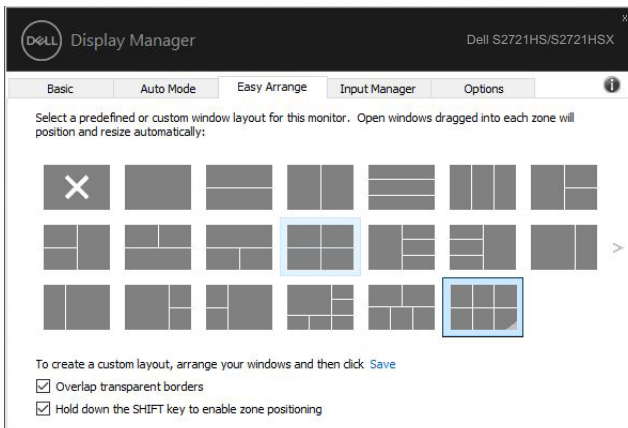 DELL Display Manager
Dell S2721HS/S2721HSX
Basic
Auto Mode
Easy Arrange
Input Manager
Options
Select a predefined or custom window layout for this monitor. Open windows dragged into each zone will
position and resize automatically:
To create a custom layout, arrange your windows and then click Save
Overlap transparent borders
Hold down the SHIFT key to enable zone positioning